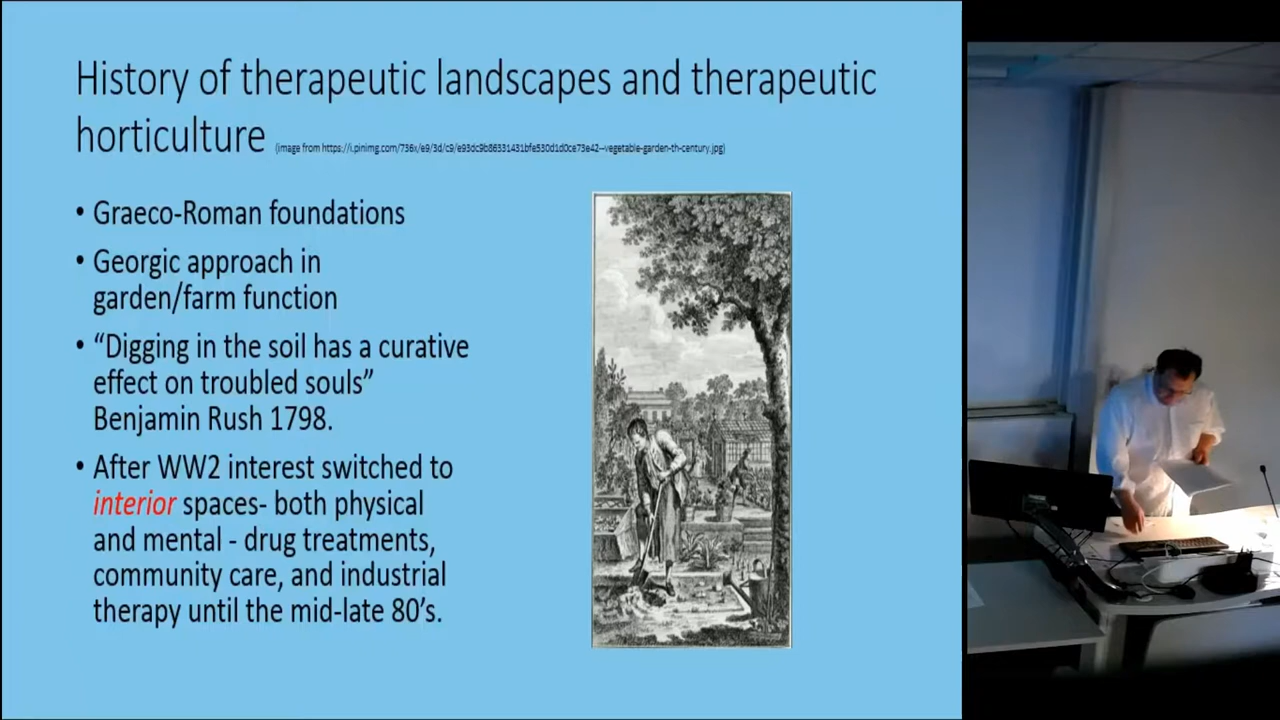 History of therapeutic landscapes and therapeutic
horticulture (image from https://i.pinimg.com/736x/e9/3d/c9/e93dc9b86331431bfe530d1d0ce73e42--vegetable-garden-th-century.jpg)
• Graeco-Roman foundations
• Georgic approach in
garden/farm function
• “Digging in the soil has a curative
effect on troubled souls”
Benjamin Rush 1798.
• After WW2 interest switched to
interior spaces- both physical
and mental - drug treatments,
community care, and industrial
therapy until the mid-late 80’s.